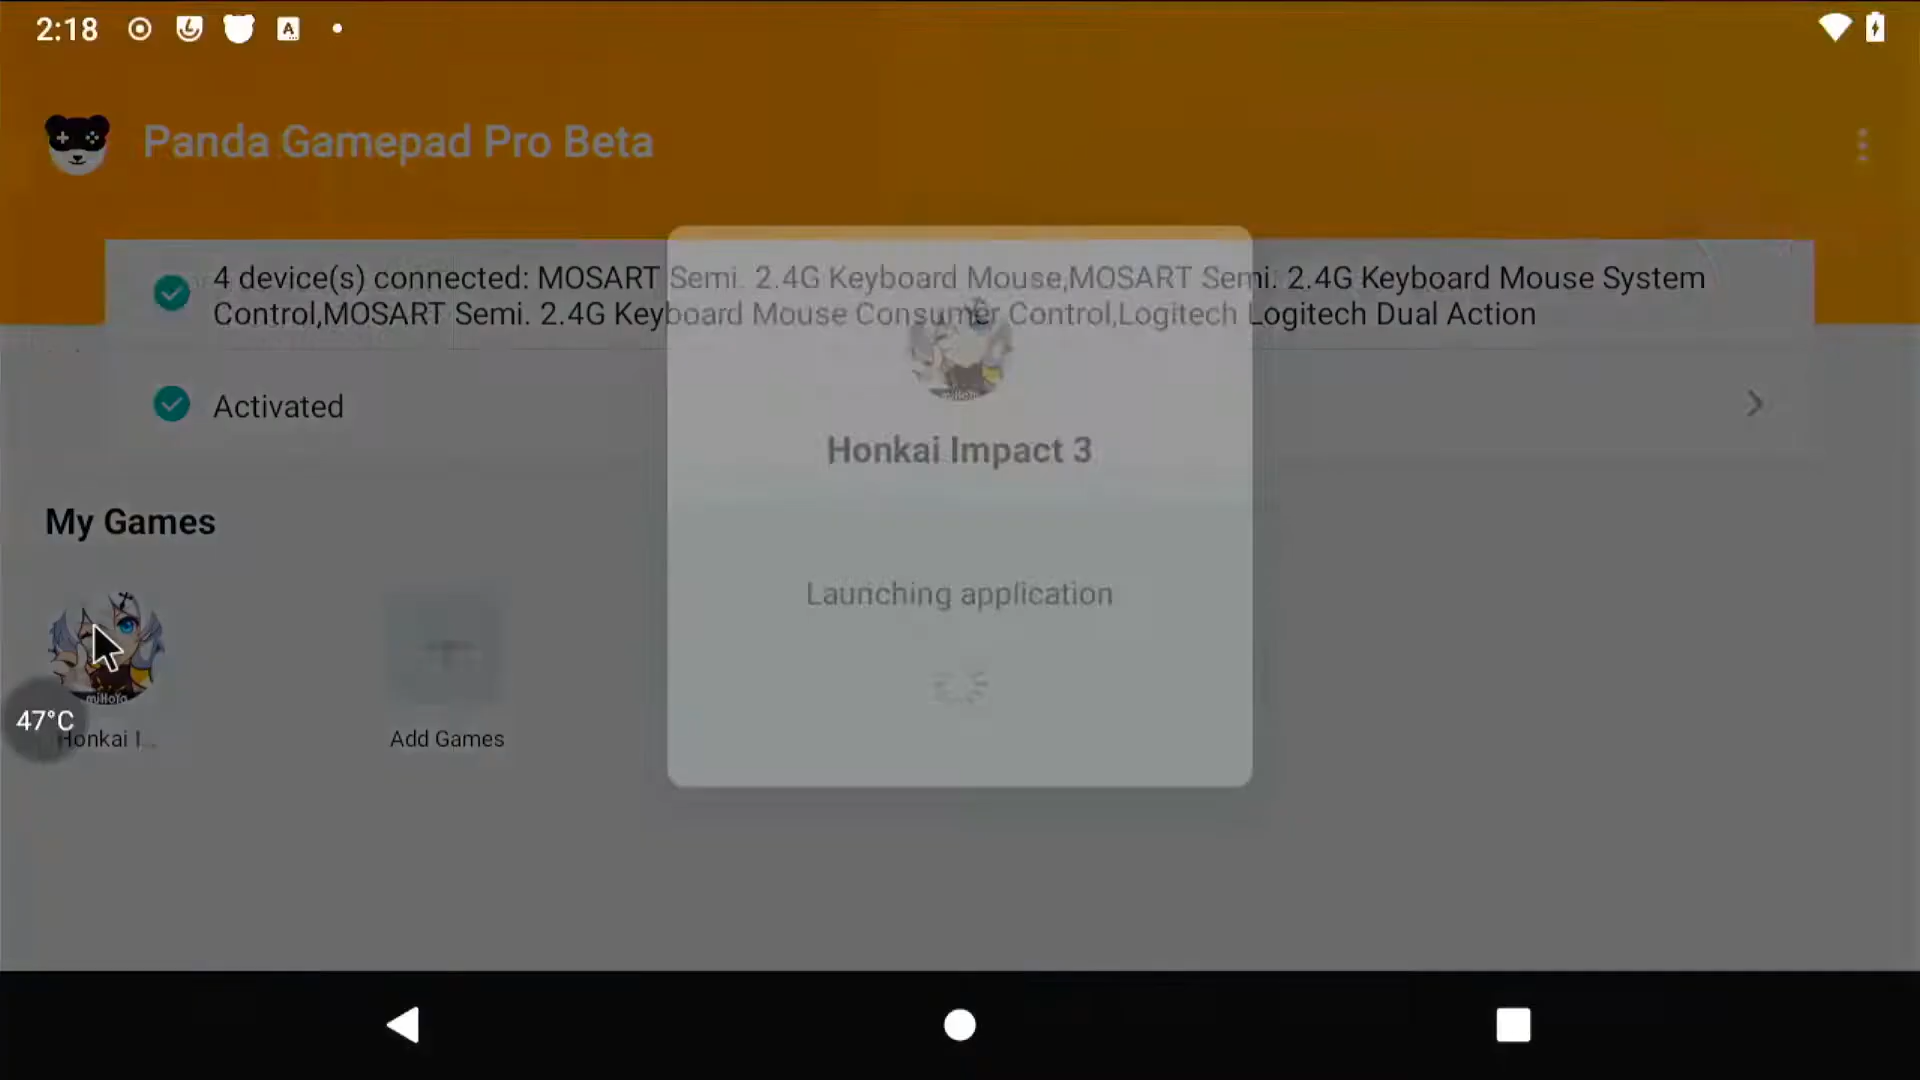 2:18
A
Panda Gamepad Pro Beta
4 device(s) connected: MOSART Semi. 2.4G Keyboard Mouse,MOSART Semi. 2.4G Keyboard Mouse System
Control,MOSART Semi. 2.4G Keyboard Mouse Consumer Control,Logitech Logitech Dual Action
Activated
miHoYo
Honkai Impact 3
Launching application
My Games
miHoYo
47°C
Honkai I...
Add Games